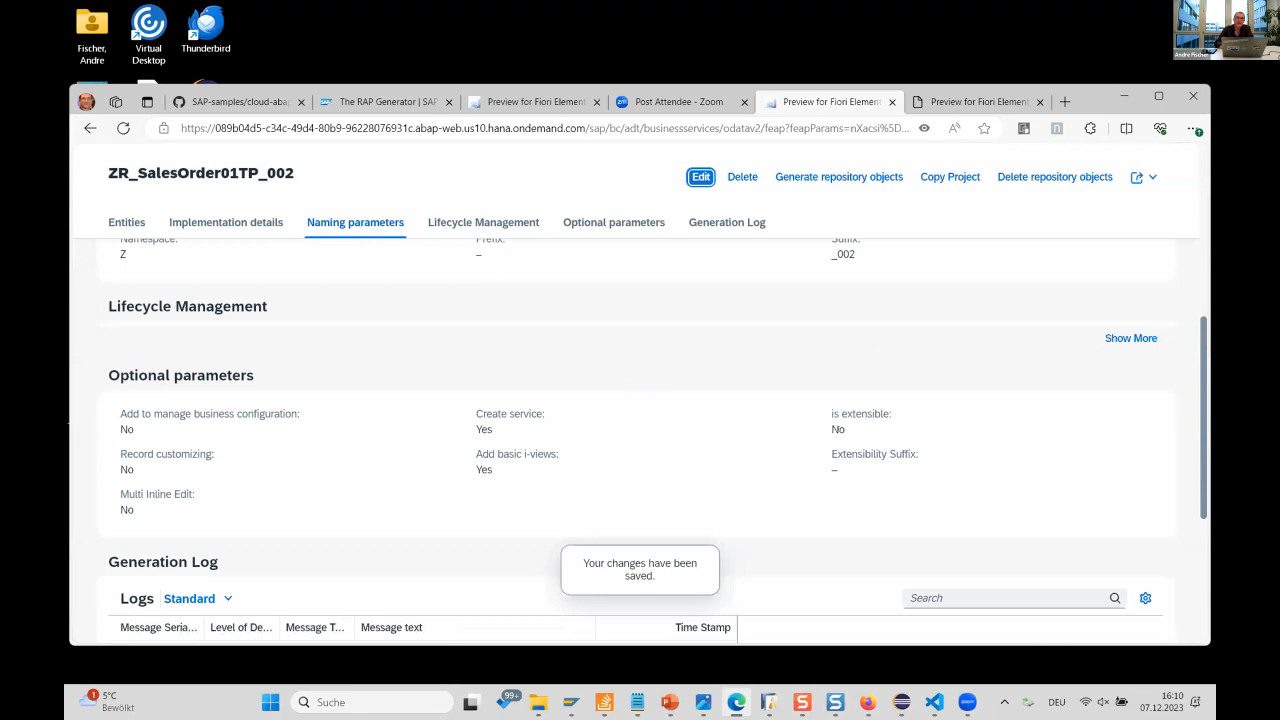 Fischer,
Andre
Virtual
Desktop
Thunderbird
Andre Fischer
SAP-samples/cloud-aba
The RAP Generator | SAP
Preview for Fiori Element
Post Attendee - Zoom
Preview for Fiori Element
Preview for Fiori Element
https://089b04d5-c34c-49d4-80b9-96228076931c.abap-web.us10.hana.ondemand.com/sap/bc/adt/businessservices/odatav2/feap?feapParams=nXacsi%5D...
ZR_SalesOrder01TP_002
Edit
Delete
Generate repository objects
Copy Project
Delete repository objects
Entities
Implementation details
Naming parameters
Lifecycle Management
Optional parameters
Generation Log
Namespace:
Prefix:
Suffix:
Z
–
_002
Lifecycle Management
Show More
Optional parameters
Add to manage business configuration:
Create service:
is extensible:
No
Yes
No
Record customizing:
Add basic i-views:
Extensibility Suffix:
No
Yes
–
Multi Inline Edit:
No
Your changes have been
saved.
Generation Log
Logs
Standard
Search
Message Seria...
Level of De...
Message T...
Message text
Time Stamp
1
5°C
Bewölkt
Suche
99+
DEU
16:10
07.12.2023